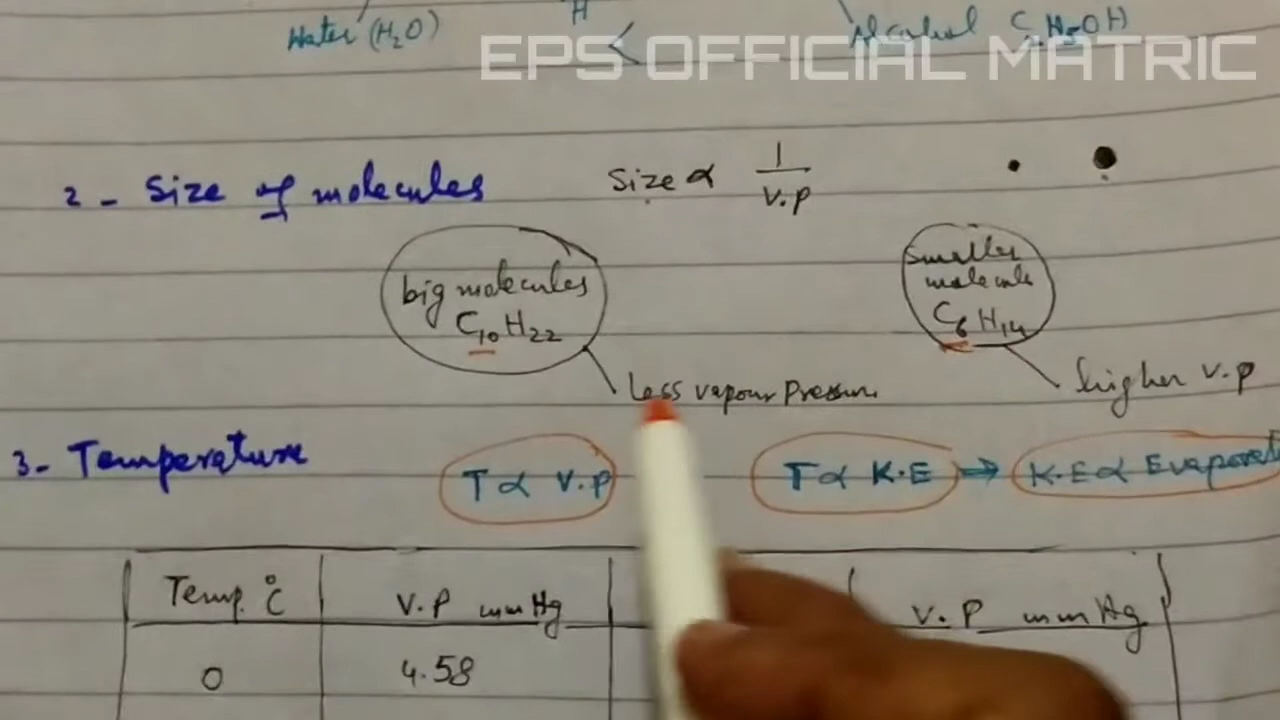 Water (H₂O) H Alcohol C₂H₅OH
EPS OFFICIAL MATRIC
2 - Size of molecules Size ∝ 1/V.P
big molecules
C₁₀H₂₂
smaller
molecule
C₆H₁₄
less vapour Pressure
higher V.P
3- Temperature T ∝ V.P T ∝ K.E → K.E ∝ Evaporat
Temp °C V.P mmHg V.P mmHg
0 4.58